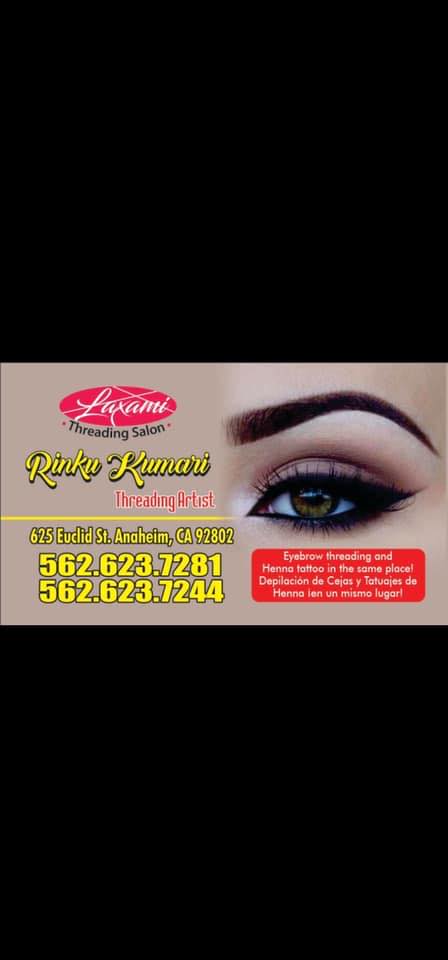 Laxami
• Threading Salon •
Rinku Kumari
Threading Artist
625 Euclid St. Anaheim, CA 92802
562.623.7281
562.623.7244
Eyebrow threading and
Henna tattoo in the same place!
Depilación de Cejas y Tatuajes de
Henna ¡en un mismo lugar!